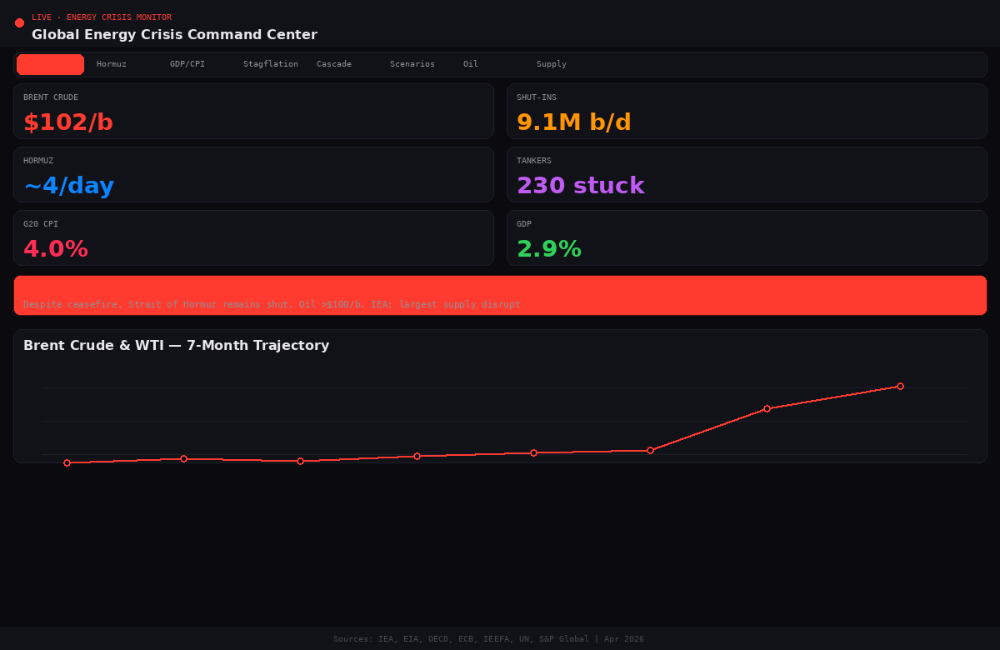 LIVE · ENERGY CRISIS MONITOR
Global Energy Crisis Command Center
Hormuz GDP/CPI Stagflation Cascade Scenarios Oil Supply
BRENT CRUDE
$102/b
SHUT-INS
9.1M b/d
HORMUZ
~4/day
TANKERS
230 stuck
G20 CPI
4.0%
GDP
2.9%
Despite ceasefire, Strait of Hormuz remains shut. Oil >$100/b. IEA: largest supply disrupt
Brent Crude & WTI — 7-Month Trajectory
Sources: IEA, EIA, OECD, ECB, IEEFA, UN, S&P Global | Apr 2026